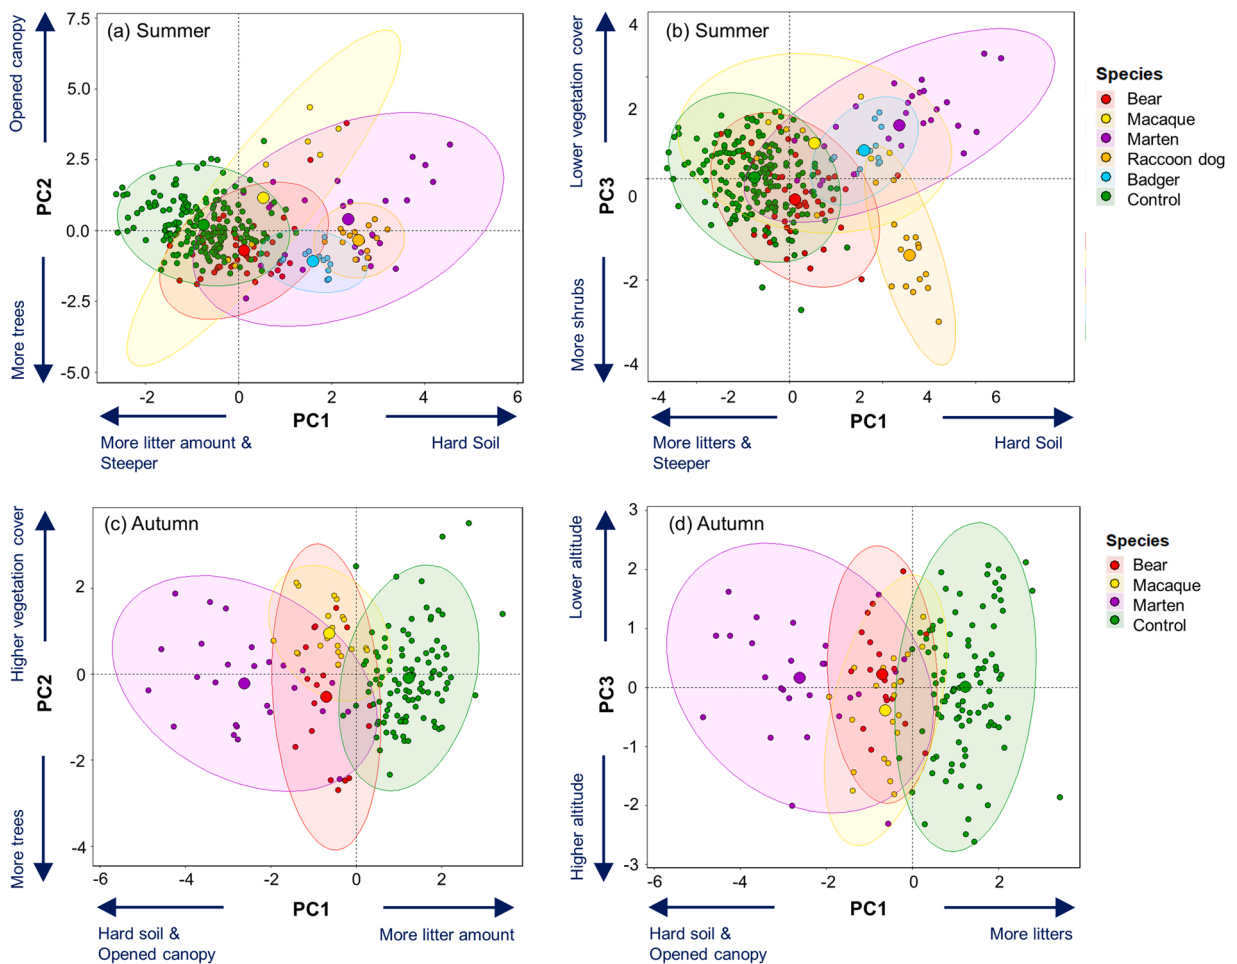 (a) Summer
Opened canopy
More trees
PC2
7.5
5.0
2.5
0.0
-2.5
-5.0
-2
0
2
4
6
PC1
More litter amount &
Steeper
Hard Soil
(b) Summer
Lower vegetation cover
More shrubs
PC3
4
2
0
-2
-4
-4
-2
0
2
4
6
PC1
More litters &
Steeper
Hard Soil
Species
Bear
Macaque
Marten
Raccoon dog
Badger
Control
(c) Autumn
Higher vegetation cover
More trees
PC2
2
0
-2
-4
-6
-4
-2
0
2
PC1
Hard soil &
Opened canopy
More litter amount
(d) Autumn
Lower altitude
Higher altitude
PC3
3
2
1
0
-1
-2
-3
-6
-4
-2
0
2
PC1
Hard soil &
Opened canopy
More litters
Species
Bear
Macaque
Marten
Control